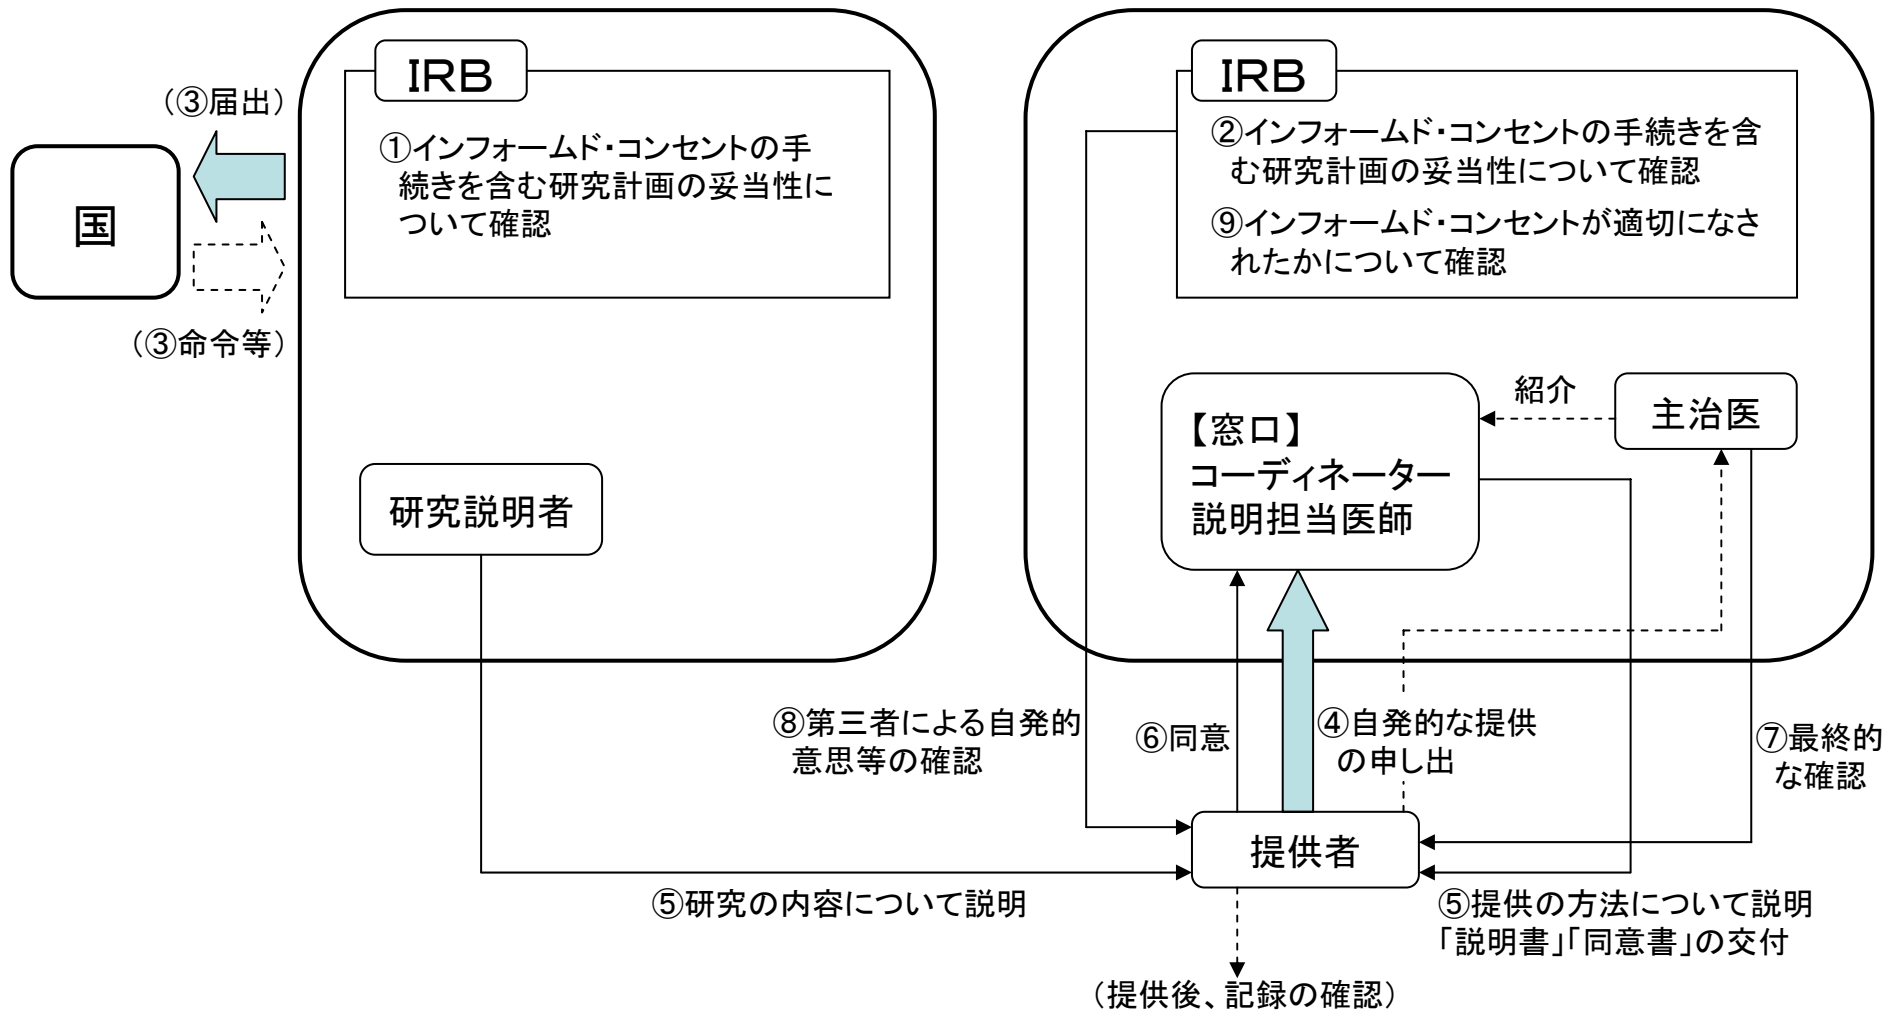 (③届出)
国
(③命令等)
IRB
①インフォームド・コンセントの手
続きを含む研究計画の妥当性に
ついて確認
研究説明者
IRB
②インフォームド・コンセントの手続きを含
む研究計画の妥当性について確認
⑨インフォームド・コンセントが適切になさ
れたかについて確認
【窓口】
コーディネーター
説明担当医師
紹介
主治医
⑧第三者による自発的
意思等の確認
⑥同意
④自発的な提供
の申し出
⑦最終的
な確認
提供者
⑤研究の内容について説明
⑤提供の方法について説明
「説明書」「同意書」の交付
(提供後、記録の確認)